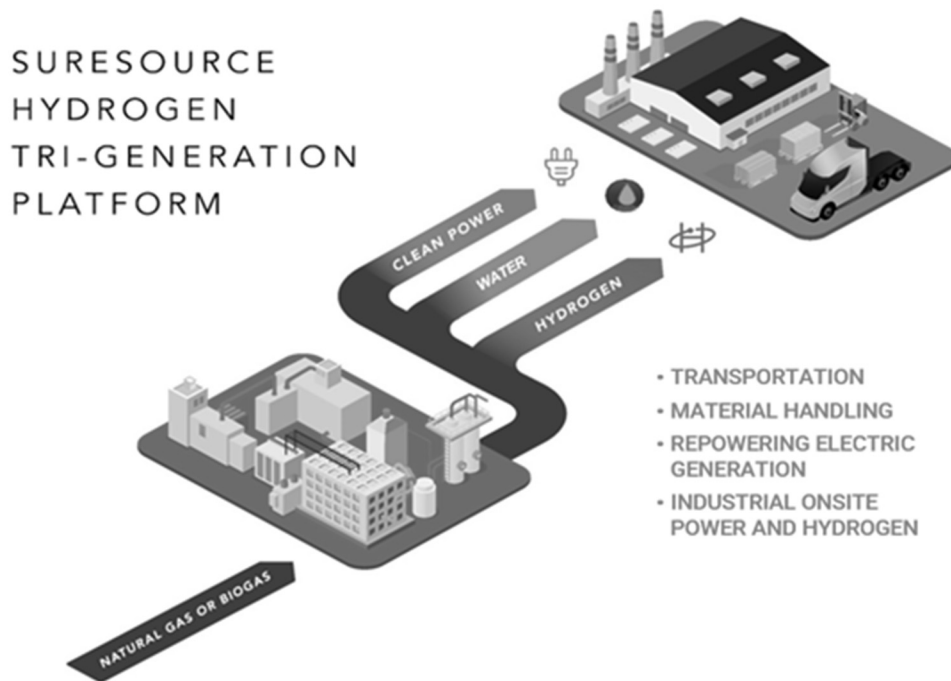 SURESOURCE
HYDROGEN
TRI-GENERATION
PLATFORM
CLEAN POWER
WATER
HYDROGEN
• TRANSPORTATION
• MATERIAL HANDLING
• REPOWERING ELECTRIC
GENERATION
• INDUSTRIAL ONSITE
POWER AND HYDROGEN
NATURAL GAS OR BIOGAS